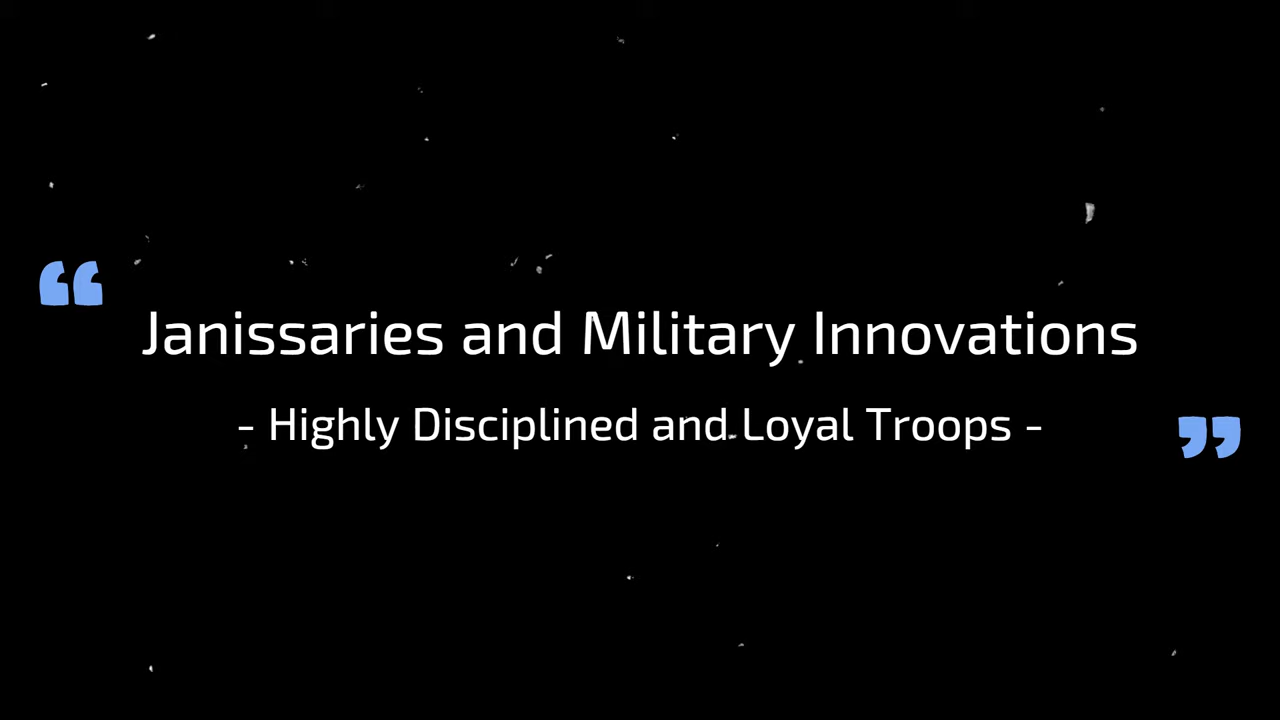 “
Janissaries and Military Innovations
- Highly Disciplined and Loyal Troops -
”